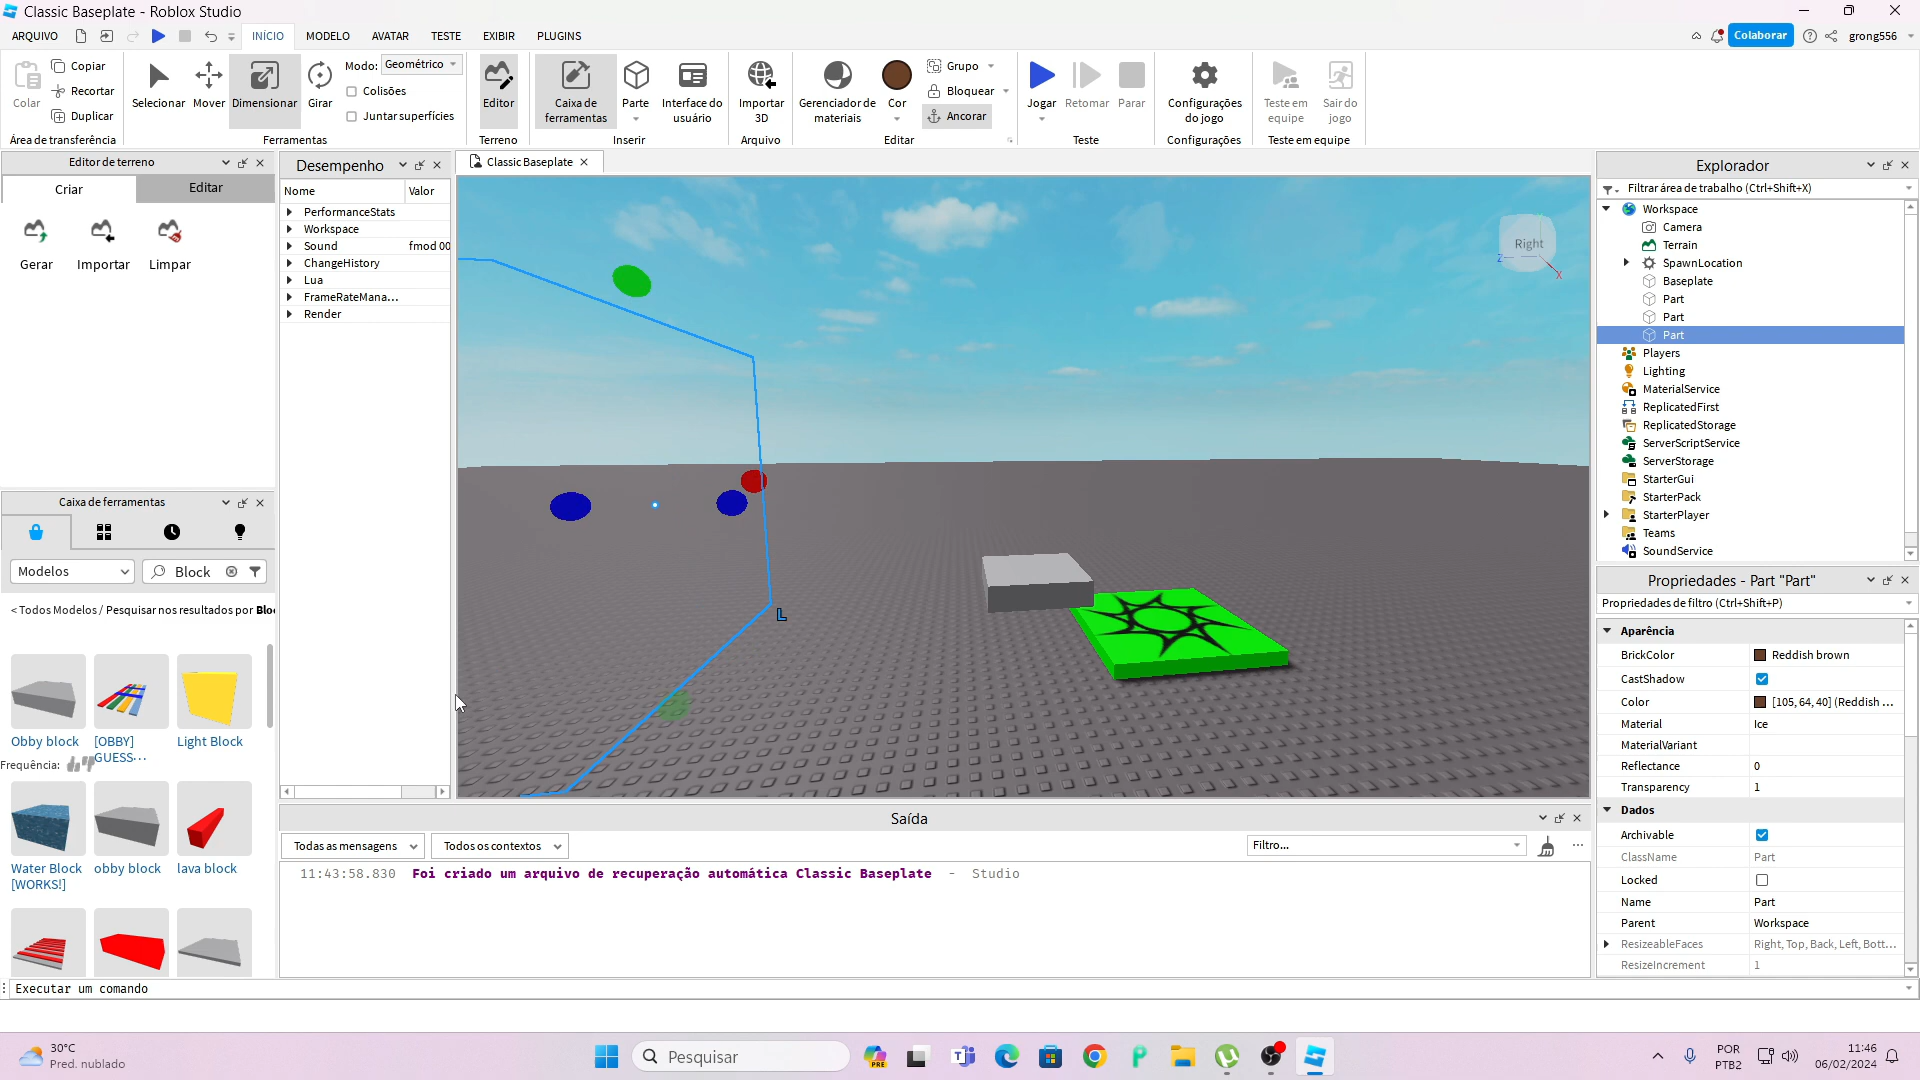 Classic Baseplate - Roblox Studio
ARQUIVO
INÍCIO
MODELO
AVATAR
TESTE
EXIBIR
PLUGINS
Colaborar
grong556
Colar
Copiar
Recortar
Duplicar
Área de transferência
Selecionar
Mover
Dimensionar
Girar
Modo: Geométrico
Colisões
Juntar superfícies
Ferramentas
Editor
Terreno
Caixa de
ferramentas
Parte
Interface do
usuário
Inserir
Importar
3D
Arquivo
Gerenciador de
materiais
Cor
Grupo
Bloquear
Ancorar
Editar
Jogar
Retomar
Parar
Teste
Configurações
do jogo
Configurações
Teste em
equipe
Sair do
jogo
Teste em equipe
Editor de terreno
Criar
Editar
Gerar
Importar
Limpar
Caixa de ferramentas
Modelos
Block
< Todos Modelos / Pesquisar nos resultados por Blo
Obby block
[OBBY]
GUESS...
Light Block
Frequência:
Water Block
[WORKS!]
obby block
lava block
Desempenho
Nome
Valor
PerformanceStats
Workspace
Sound
fmod 00
ChangeHistory
Lua
FrameRateMana...
Render
Classic Baseplate
Right
Z
X
L
Saída
Todas as mensagens
Todos os contextos
Filtro...
11:43:58.830 Foi criado um arquivo de recuperação automática Classic Baseplate - Studio
Explorador
Filtrar área de trabalho (Ctrl+Shift+X)
Workspace
Camera
Terrain
SpawnLocation
Baseplate
Part
Part
Part
Players
Lighting
MaterialService
ReplicatedFirst
ReplicatedStorage
ServerScriptService
ServerStorage
StarterGui
StarterPack
StarterPlayer
Teams
SoundService
Propriedades - Part "Part"
Propriedades de filtro (Ctrl+Shift+P)
Aparência
BrickColor Reddish brown
CastShadow
Color [105, 64, 40] (Reddish ...
Material Ice
MaterialVariant
Reflectance 0
Transparency 1
Dados
Archivable
ClassName Part
Locked
Name Part
Parent Workspace
ResizeableFaces Right, Top, Back, Left, Bott...
ResizeIncrement 1
Executar um comando
30°C
Pred. nublado
Pesquisar
PRE
POR
PTB2
11:46
06/02/2024